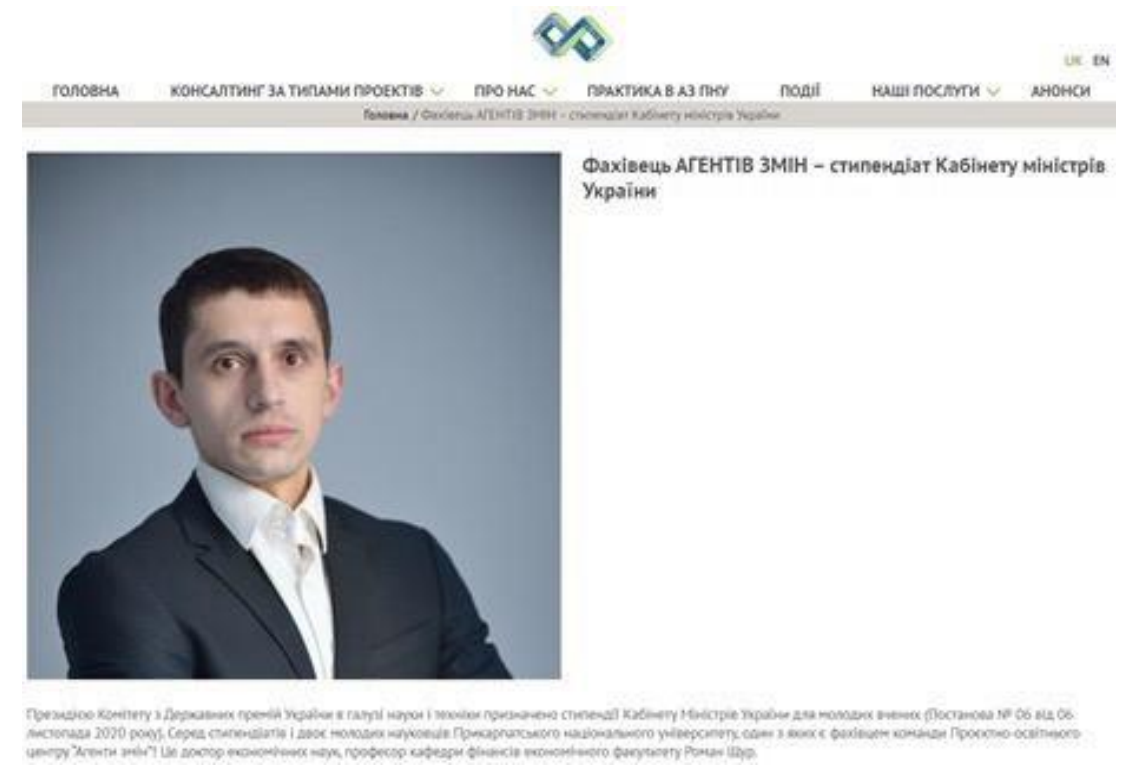 UK EN
ГОЛОВНА КОНСАЛТИНГ ЗА ТИПАМИ ПРОЕКТІВ ПРО НАС ПРАКТИКА В АЗ ПНУ ПОДІЇ НАШІ ПОСЛУГИ АНОНСИ
Головна / Фахівець АГЕНТІВ ЗМІН – стипендіат Кабінету міністрів України
Фахівець АГЕНТІВ ЗМІН – стипендіат Кабінету міністрів
України
Президією Комітету з Державних премій України в галузі науки і техніки призначено стипендії Кабінету Міністрів України для молодих вчених (Постанова № 06 від 06
листопада 2020 року). Серед стипендіатів і двоє молодих науковців Прикарпатського національного університету, один з яких є фахівцем команди Проєктно-освітнього
центру "Агенти змін"! Це доктор економічних наук, професор кафедри фінансів економічного факультету Роман Щур.